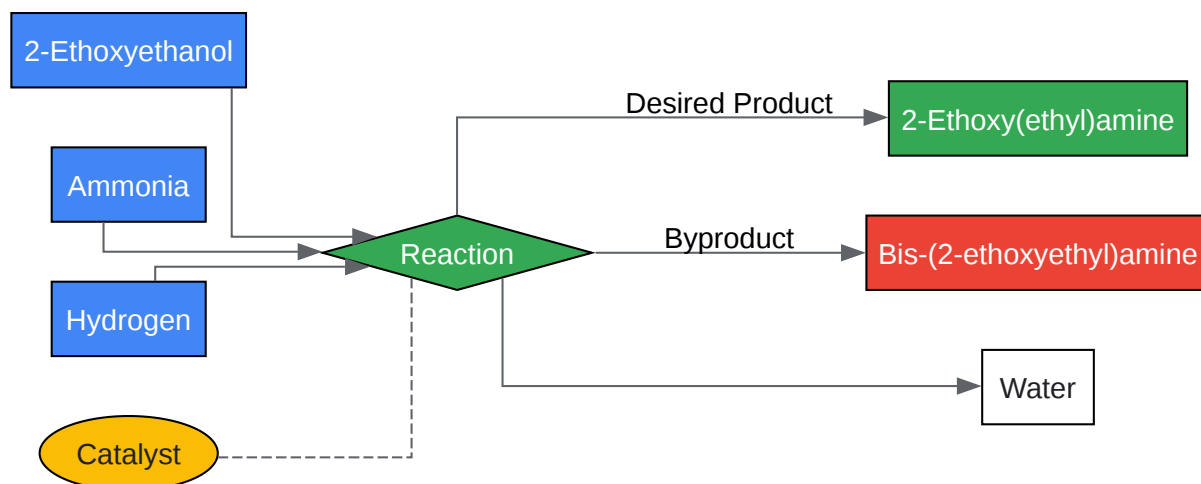 2-Ethoxyethanol
Desired Product
2-Ethoxy(ethyl)amine
Ammonia
Reaction
Byproduct
Bis-(2-ethoxyethyl)amine
Hydrogen
Water
Catalyst